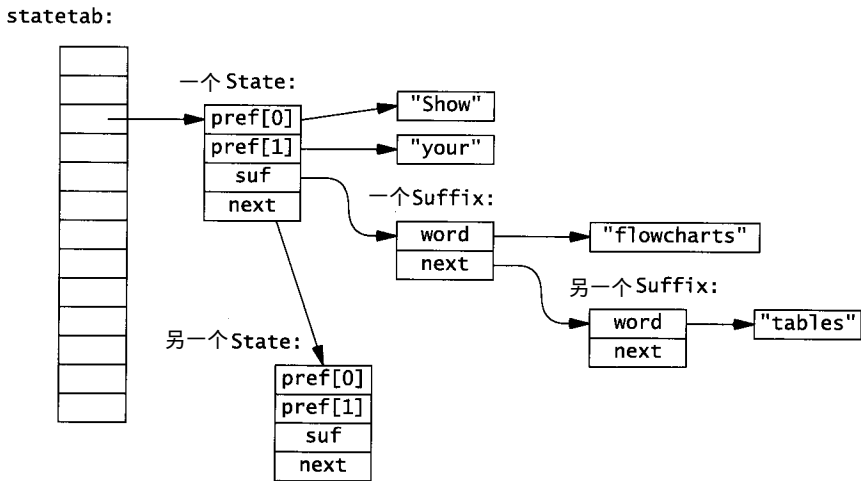 statetab:
一个State:
pref[0]
"Show"
pref[1]
"your"
suf
next
一个Suffix:
word
"flowcharts"
next
另一个Suffix:
word
"tables"
next
另一个State:
pref[0]
pref[1]
suf
next